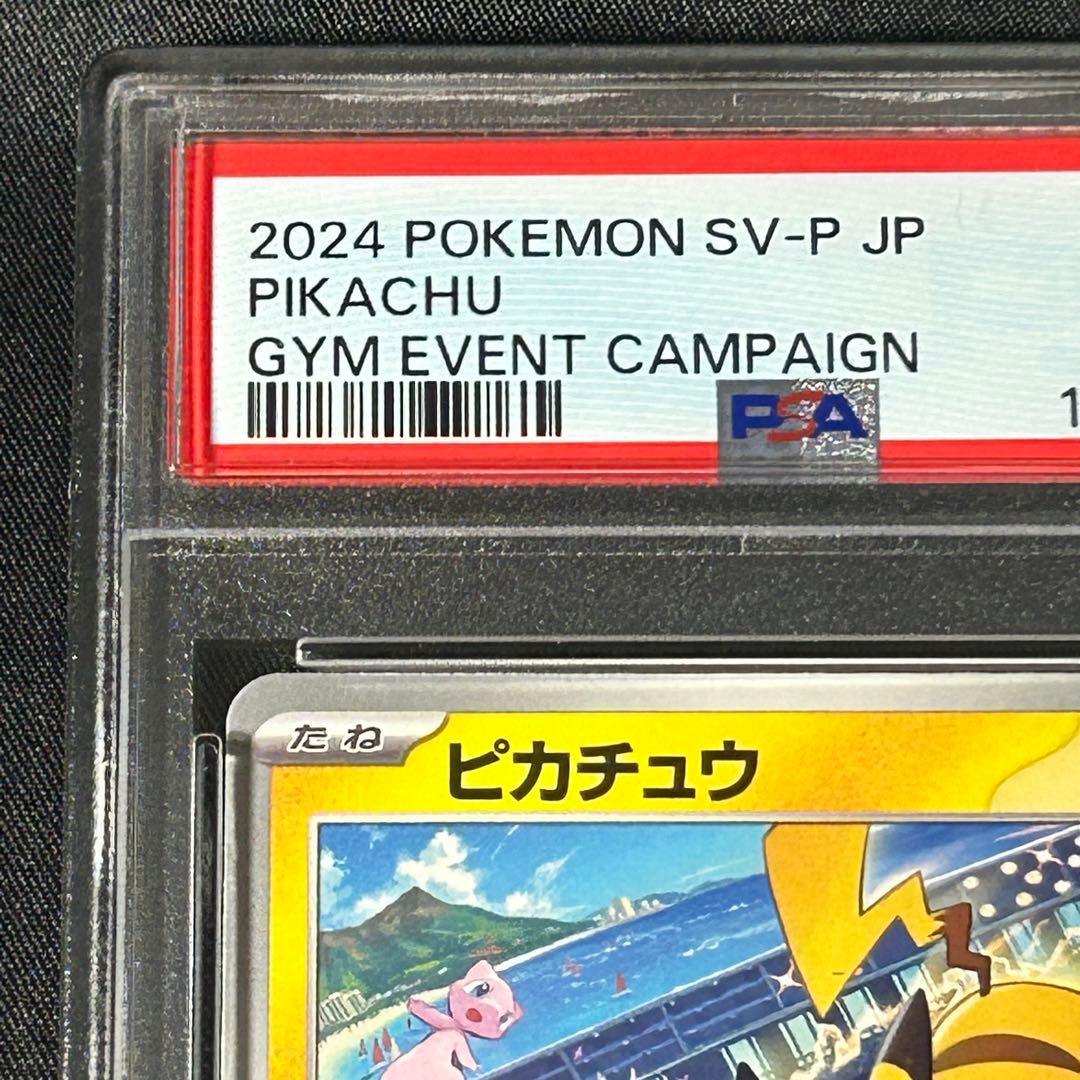 2024 POKEMON SV-P JP
PIKACHU
GYM EVENT CAMPAIGN
PSA
たね
ピカチュウ